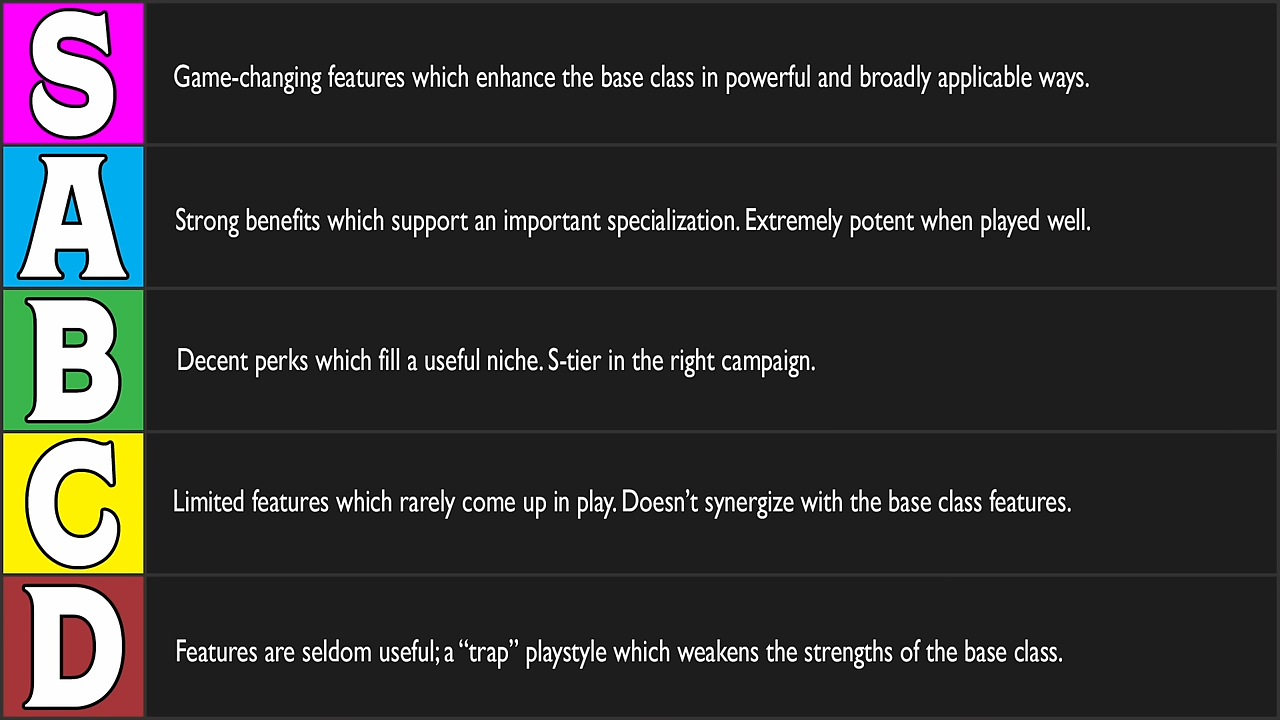 S
Game-changing features which enhance the base class in powerful and broadly applicable ways.
A
Strong benefits which support an important specialization. Extremely potent when played well.
B
Decent perks which fill a useful niche. S-tier in the right campaign.
C
Limited features which rarely come up in play. Doesn’t synergize with the base class features.
D
Features are seldom useful; a “trap” playstyle which weakens the strengths of the base class.